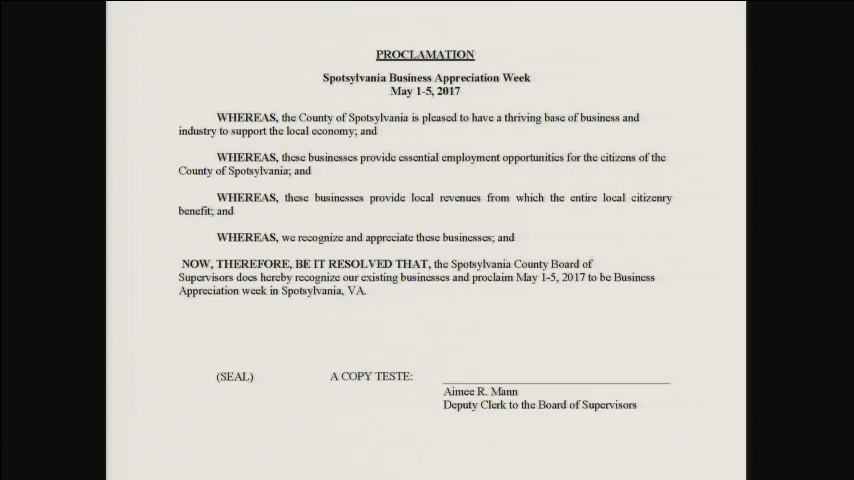 PROCLAMATION
Spotsylvania Business Appreciation Week
May 1-5, 2017
WHEREAS, the County of Spotsylvania is pleased to have a thriving base of business and
industry to support the local economy; and
WHEREAS, these businesses provide essential employment opportunities for the citizens of the
County of Spotsylvania; and
WHEREAS, these businesses provide local revenues from which the entire local citizenry
benefit; and
WHEREAS, we recognize and appreciate these businesses; and
NOW, THEREFORE, BE IT RESOLVED THAT, the Spotsylvania County Board of
Supervisors does hereby recognize our existing businesses and proclaim May 1-5, 2017 to be Business
Appreciation week in Spotsylvania, VA.
(SEAL) A COPY TESTE:
Aimee R. Mann
Deputy Clerk to the Board of Supervisors